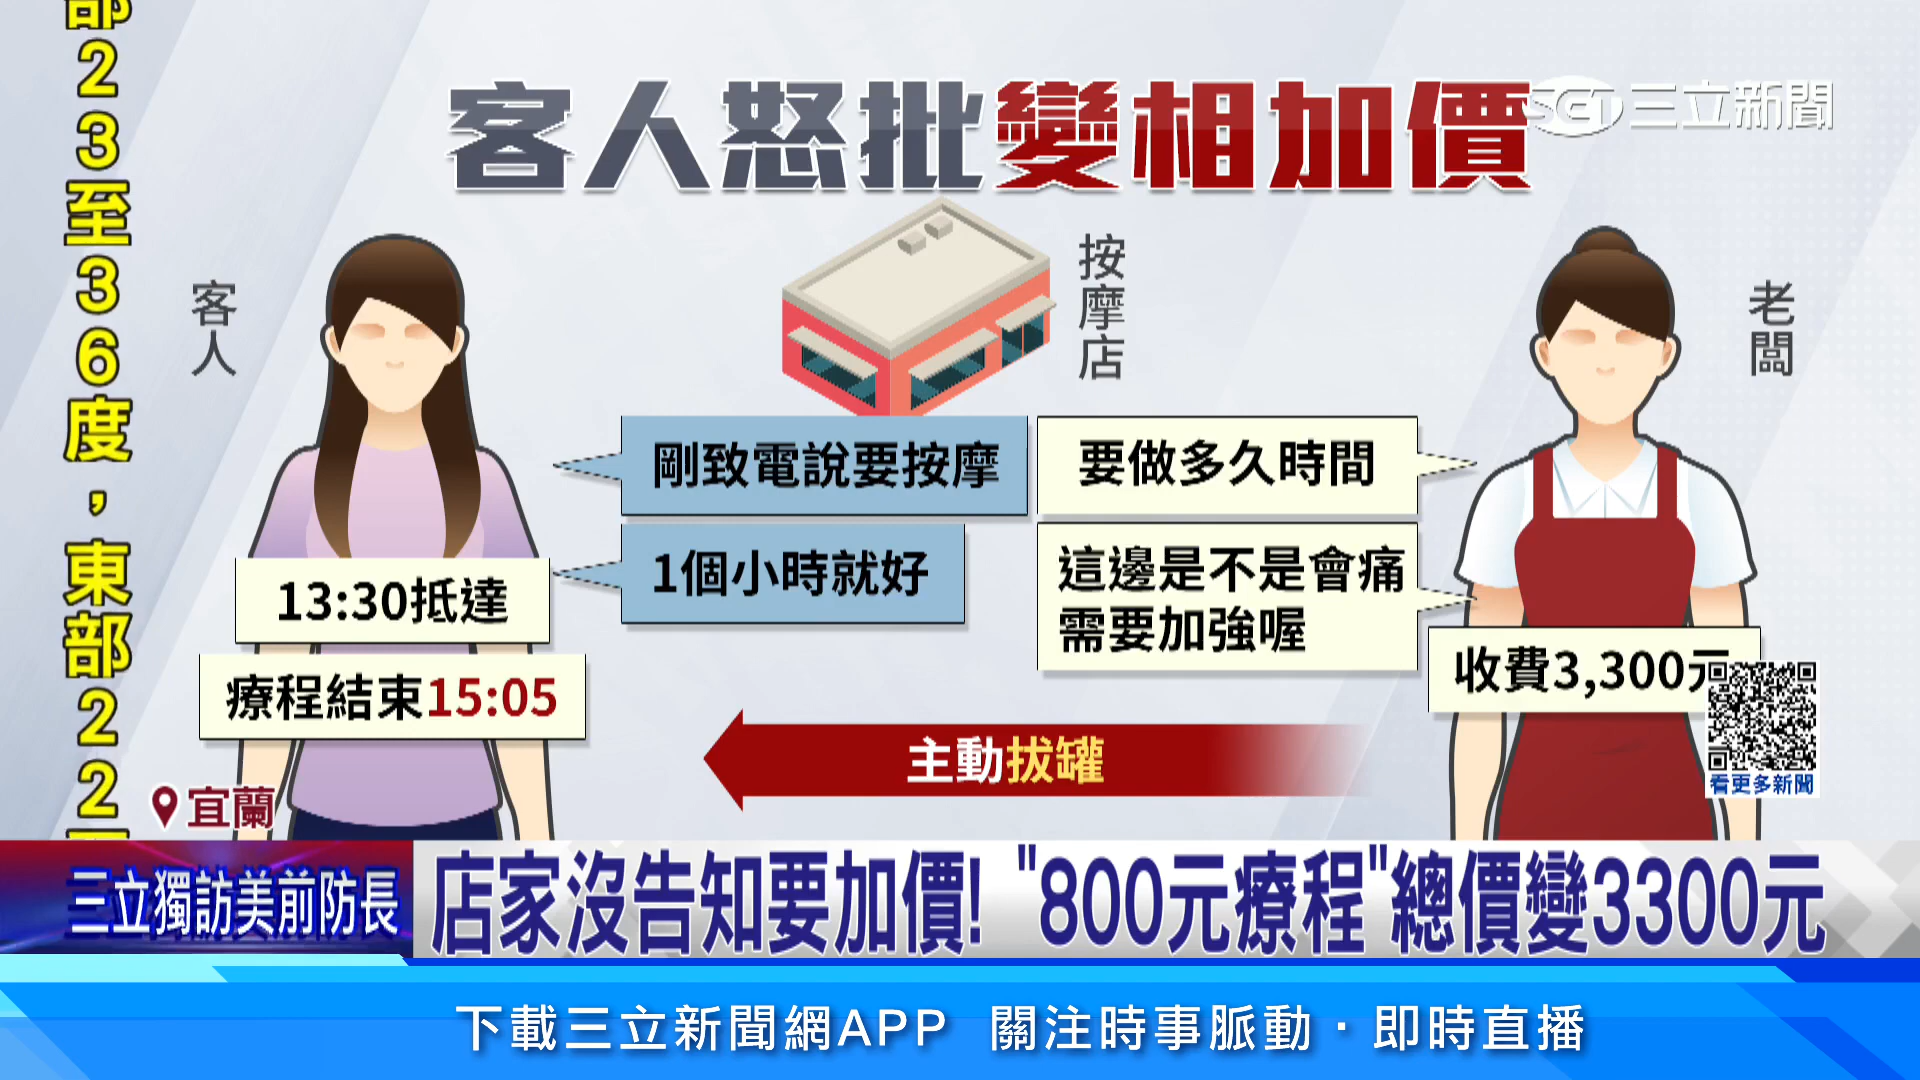 部23至36度，東部22至
客人怒批變相加價
SET三立新聞
客人
按摩店
老闆
剛致電說要按摩
要做多久時間
1個小時就好
這邊是不是會痛
需要加強喔
13:30抵達
療程結束15:05
收費3,300元
主動拔罐
看更多新聞
宜蘭
三立獨訪美前防長
店家沒告知要加價! "800元療程"總價變3300元
下載三立新聞網APP 關注時事脈動·即時直播